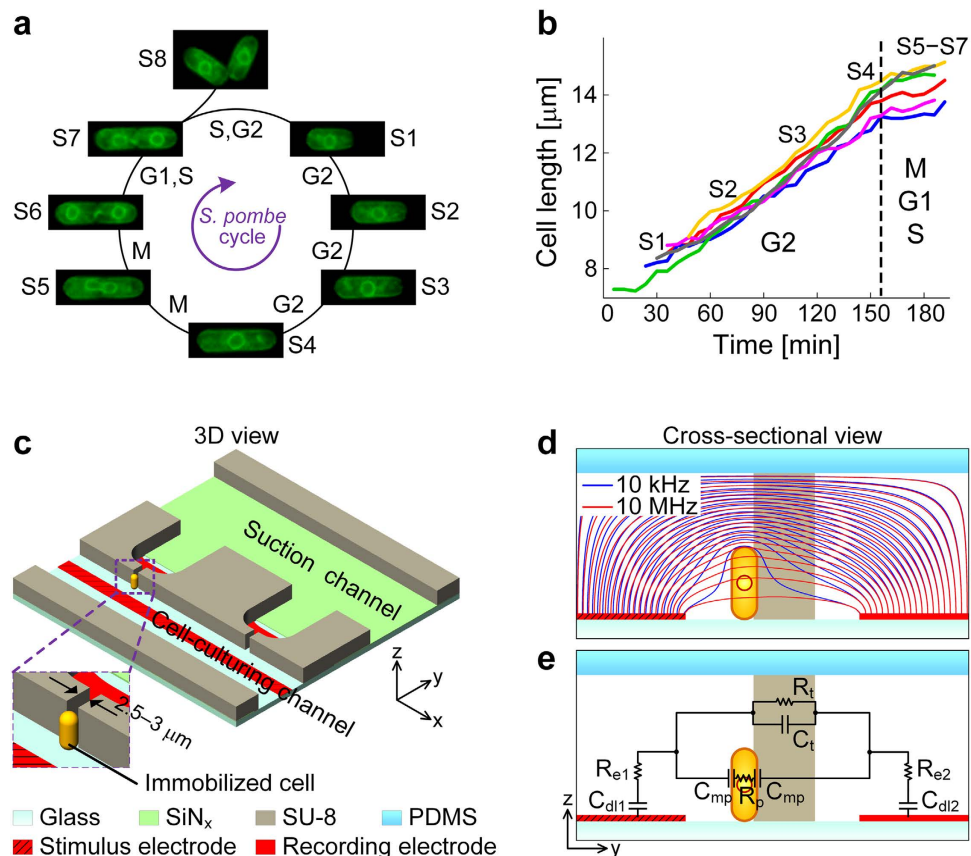 a
S8
S7
S,G2
S1
G1,S
G2
S6
S. pombe
cycle
S2
M
G2
S5
M
G2
S3
S4
b
Cell length [µm]
14
12
10
8
S1
S2
S3
S4
S5–S7
G2
M
G1
S
0 30 60 90 120 150 180
Time [min]
c
3D view
Suction channel
Cell-culturing channel
z
y
x
2.5–3 µm
Immobilized cell
Glass
SiNx
SU-8
PDMS
Stimulus electrode
Recording electrode
d
Cross-sectional view
10 kHz
10 MHz
e
Rt
Ct
Re1
Cdl1
Cmp
Rp
Cmp
Re2
Cdl2
z
y